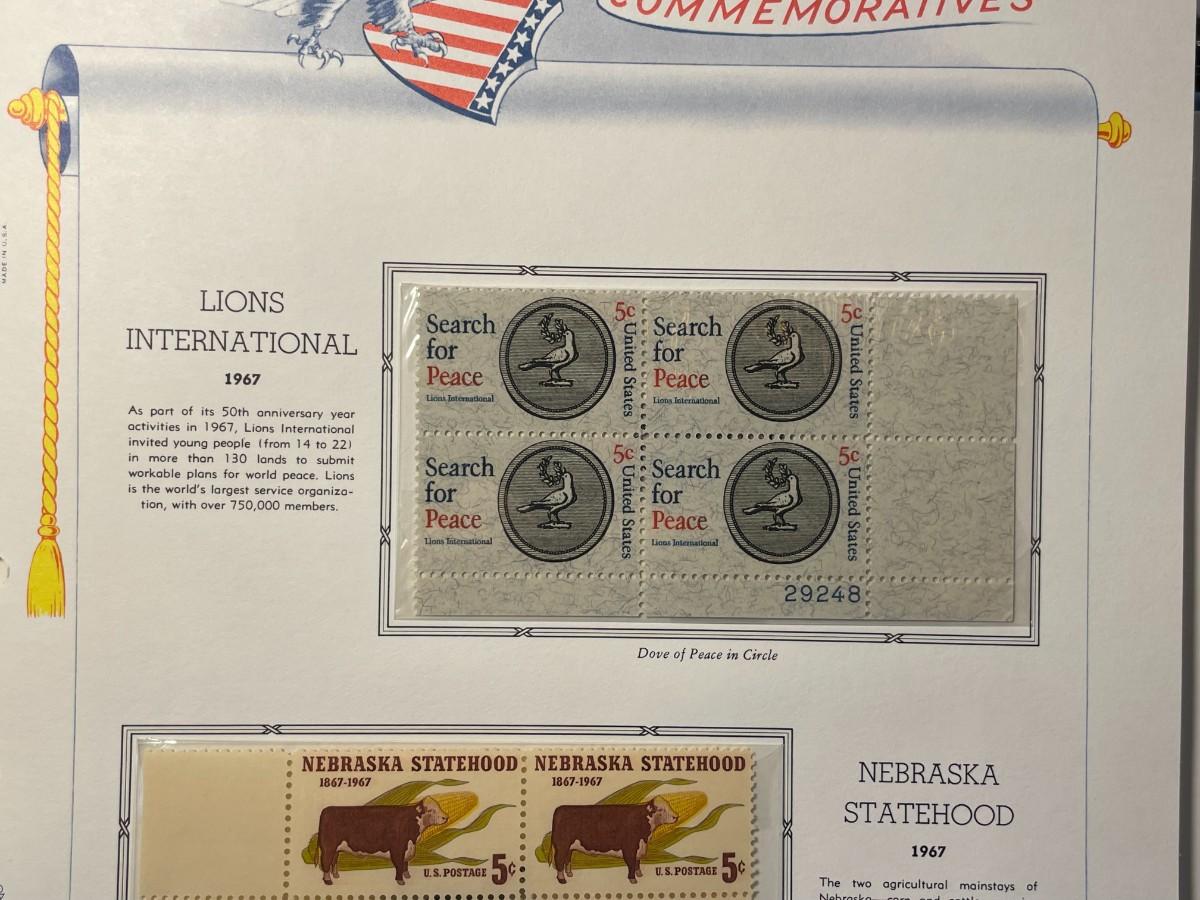 COMMEMORATIVES
MADE IN U.S.A.
LIONS
INTERNATIONAL
1967
As part of its 50th anniversary year
activities in 1967, Lions International
invited young people (from 14 to 22)
in more than 130 lands to submit
workable plans for world peace. Lions
is the world's largest service organiza-
tion, with over 750,000 members.
Search
for
Peace
Lions International
5c
United States
Search
for
Peace
Lions International
5c
United States
Search
for
Peace
Lions International
5c
United States
Search
for
Peace
Lions International
5c
United States
29248
Dove of Peace in Circle
NEBRASKA STATEHOOD
1867-1967
U.S. POSTAGE 5¢
NEBRASKA STATEHOOD
1867-1967
U.S. POSTAGE 5¢
NEBRASKA
STATEHOOD
1967
The two agricultural mainstays of
Nebraska—corn and cattle